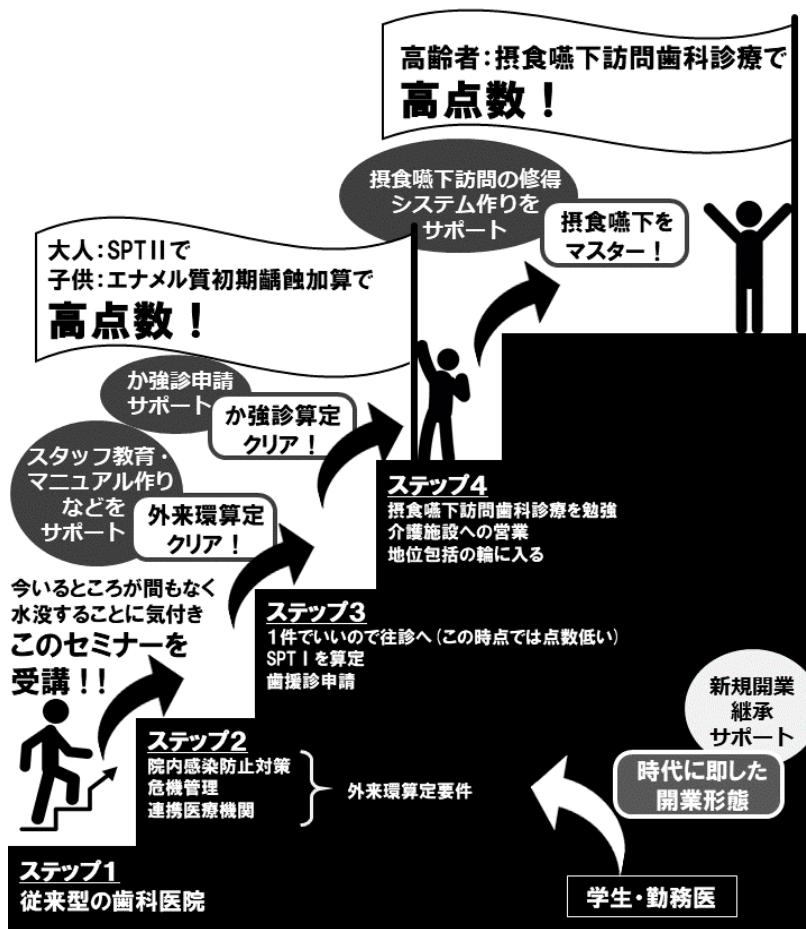 高齢者：摂食嚥下訪問歯科診療で
高点数！
摂食嚥下訪問の修得
システム作りを
サポート
摂食嚥下を
マスター！
大人：SPTⅡで
子供：エナメル質初期齲蝕加算で
高点数！
か強診申請
サポート
か強診算定
クリア！
スタッフ教育・
マニュアル作り
などを
サポート
外来環算定
クリア！
ステップ4
摂食嚥下訪問歯科診療を勉強
介護施設への営業
地位包括の輪に入る
今いるところが間もなく
水没することに気付き
このセミナーを
受講！！
ステップ3
1件でいいので往診へ（この時点では点数低い）
SPTⅠを算定
歯援診申請
新規開業
継承
サポート
時代に即した
開業形態
ステップ2
院内感染防止対策
危機管理
連携医療機関
外来環算定要件
ステップ1
従来型の歯科医院
学生・勤務医